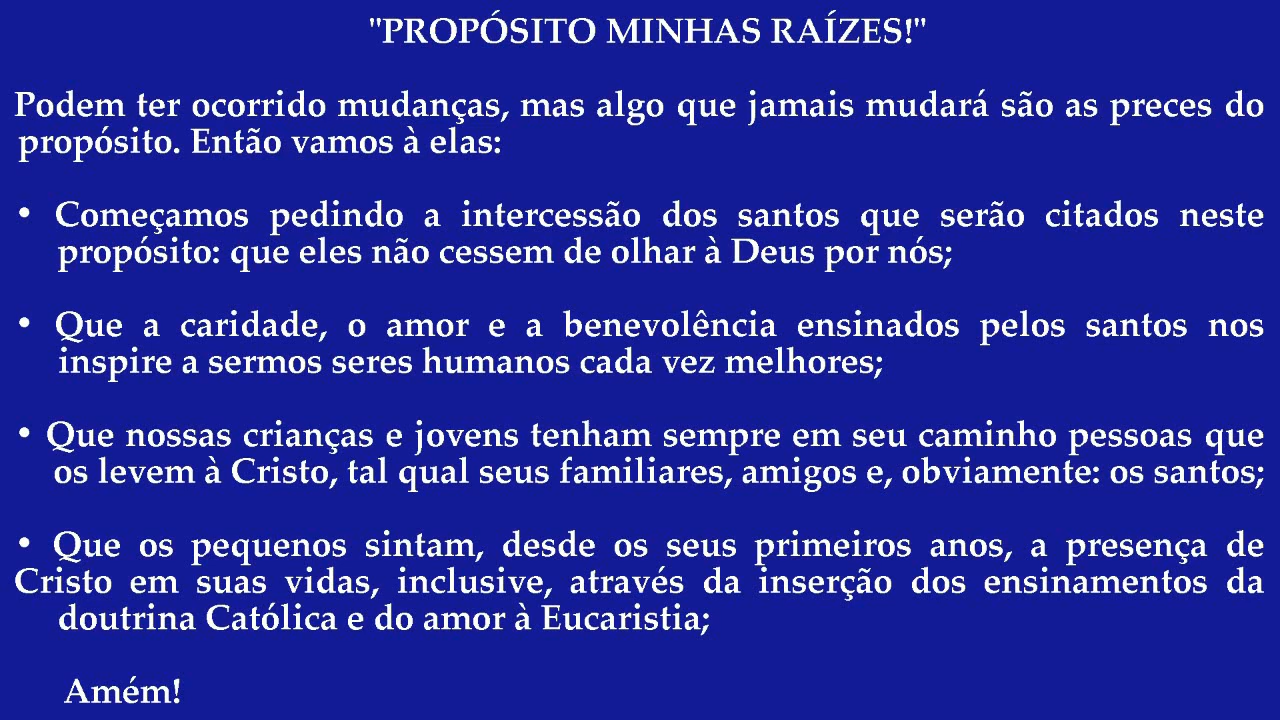 "PROPÓSITO MINHAS RAÍZES!"
Podem ter ocorrido mudanças, mas algo que jamais mudará são as preces do
propósito. Então vamos à elas:
• Começamos pedindo a intercessão dos santos que serão citados neste
propósito: que eles não cessem de olhar à Deus por nós;
• Que a caridade, o amor e a benevolência ensinados pelos santos nos
inspire a sermos seres humanos cada vez melhores;
• Que nossas crianças e jovens tenham sempre em seu caminho pessoas que
os levem à Cristo, tal qual seus familiares, amigos e, obviamente: os santos;
• Que os pequenos sintam, desde os seus primeiros anos, a presença de
Cristo em suas vidas, inclusive, através da inserção dos ensinamentos da
doutrina Católica e do amor à Eucaristia;
Amém!